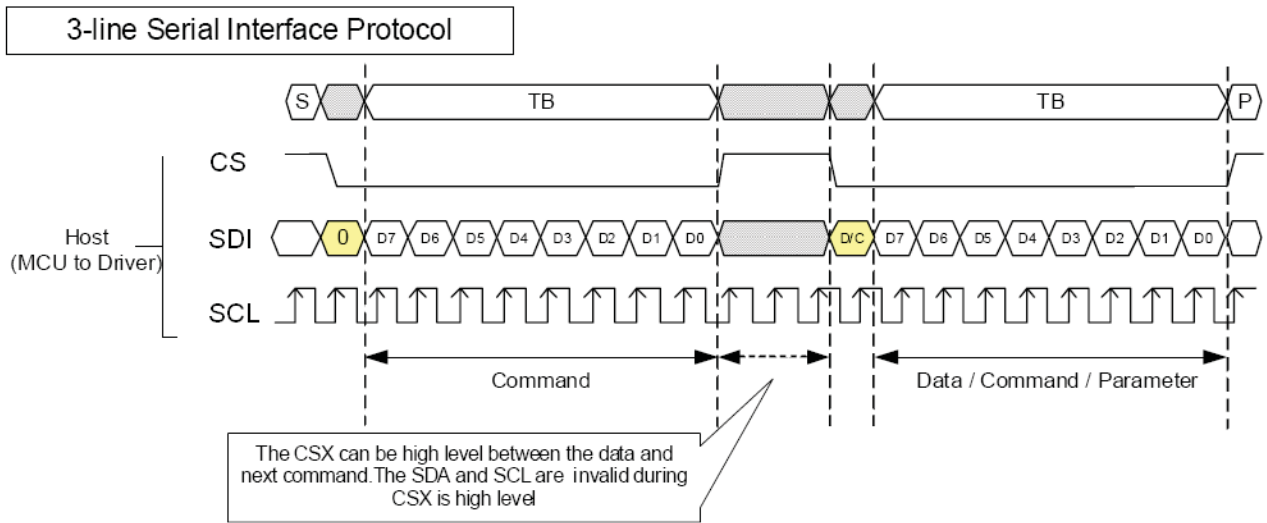 3-line Serial Interface Protocol
S TB TB P
CS
Host
(MCU to Driver)
SDI 0 D7 D6 D5 D4 D3 D2 D1 D0 D/C D7 D6 D5 D4 D3 D2 D1 D0
SCL
Command Data / Command / Parameter
The CSX can be high level between the data and
next command.The SDA and SCL are invalid during
CSX is high level